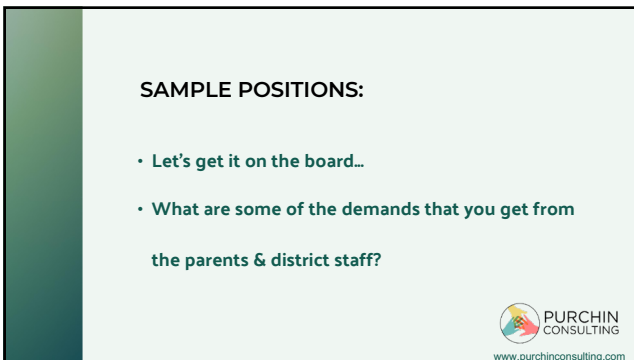 SAMPLE POSITIONS:
• Let's get it on the board…
• What are some of the demands that you get from
the parents & district staff?
PURCHIN
CONSULTING
www.purchinconsulting.com